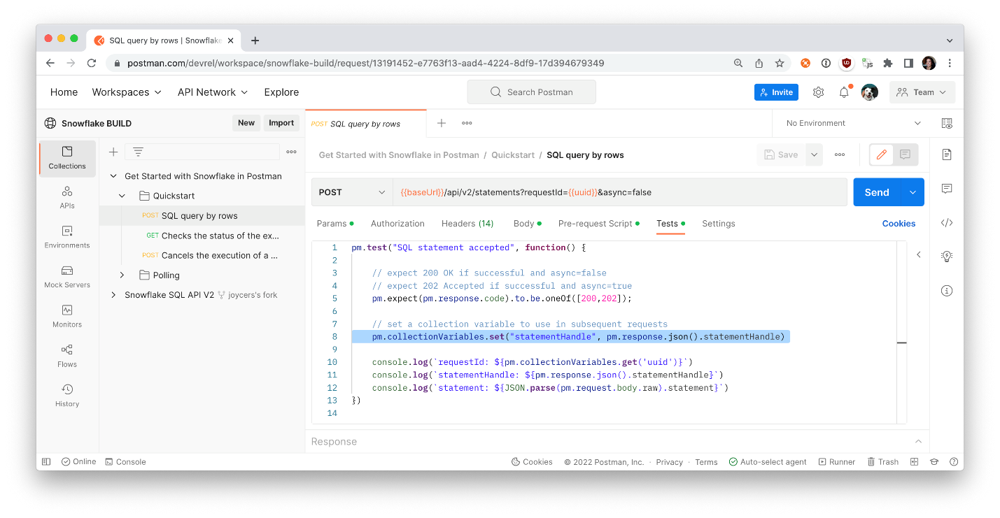 SQL query by rows | Snowflake
postman.com/devrel/workspace/snowflake-build/request/13191452-e7763f13-aad4-4224-8df9-17d394679349
Home Workspaces API Network Explore Search Postman Invite Team
Snowflake BUILD New Import
POST SQL query by rows
No Environment
Collections
APIs
Environments
Mock Servers
Monitors
Flows
History
Get Started with Snowflake in Postman
Quickstart
POST SQL query by rows
GET Checks the status of the ex...
POST Cancels the execution of a ...
Polling
Snowflake SQL API V2 joycers's fork
Get Started with Snowflake in Postman / Quickstart / SQL query by rows
Save
POST {{baseUrl}}/api/v2/statements?requestId={{uuid}}&async=false Send
Params Authorization Headers (14) Body Pre-request Script Tests Settings Cookies
1 pm.test("SQL statement accepted", function() {
2
3 // expect 200 OK if successful and async=false
4 // expect 202 Accepted if successful and async=true
5 pm.expect(pm.response.code).to.be.oneOf([200,202]);
6
7 // set a collection variable to use in subsequent requests
8 pm.collectionVariables.set("statementHandle", pm.response.json().statementHandle)
9
10 console.log(`requestId: ${pm.collectionVariables.get('uuid')}`)
11 console.log(`statementHandle: ${pm.response.json().statementHandle}`)
12 console.log(`statement: ${JSON.parse(pm.request.body.raw).statement}`)
13 })
14
Response
Online Console Cookies © 2022 Postman, Inc. · Privacy · Terms Auto-select agent Runner Trash